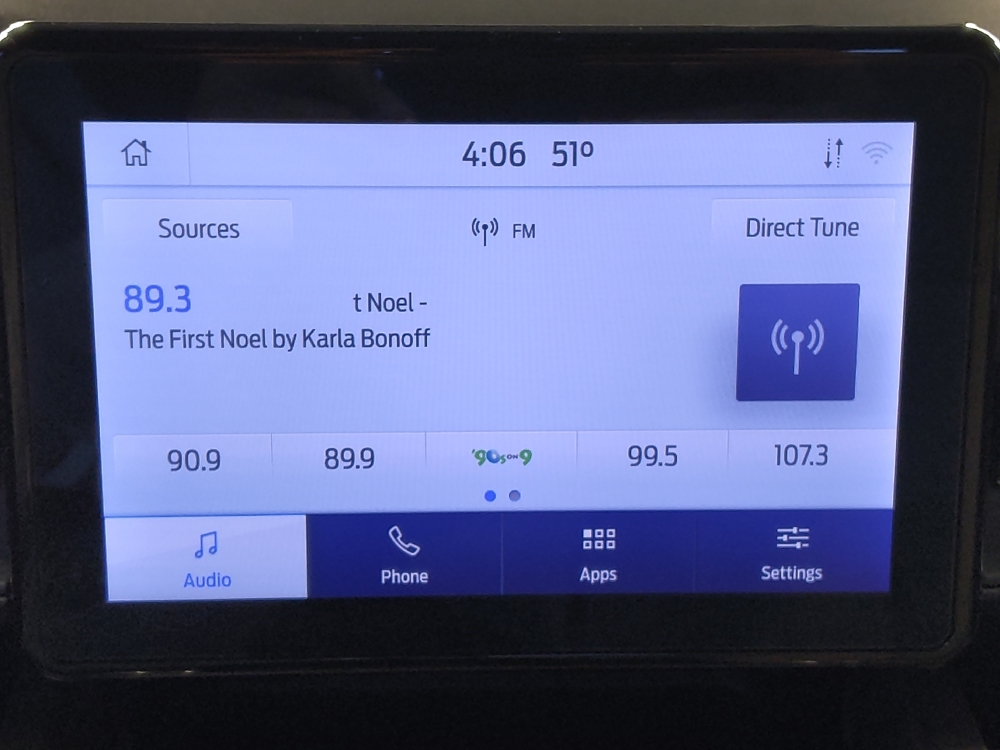 4:06 51º
Sources FM Direct Tune
89.3 t Noel -
The First Noel by Karla Bonoff
90.9 89.9 '90s ON 9 99.5 107.3
Audio Phone Apps Settings